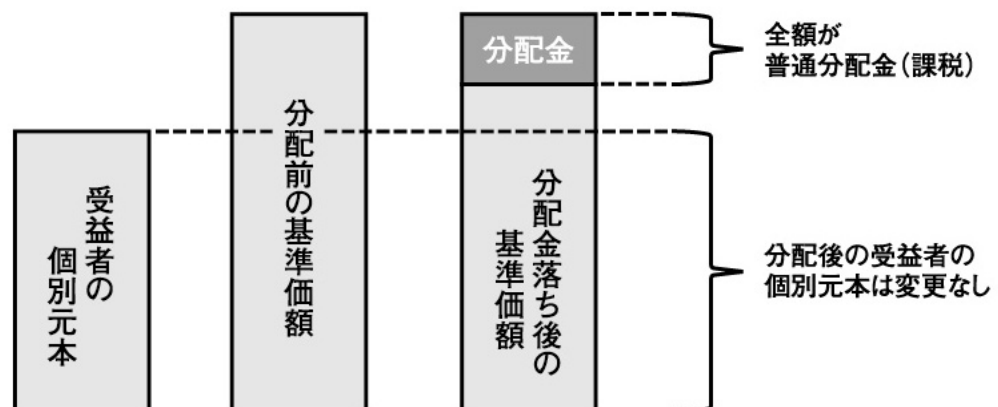 受益者の
個別元本
分配前の基準価額
分配金
分配金落ち後の
基準価額
全額が
普通分配金(課税)
分配後の受益者の
個別元本は変更なし